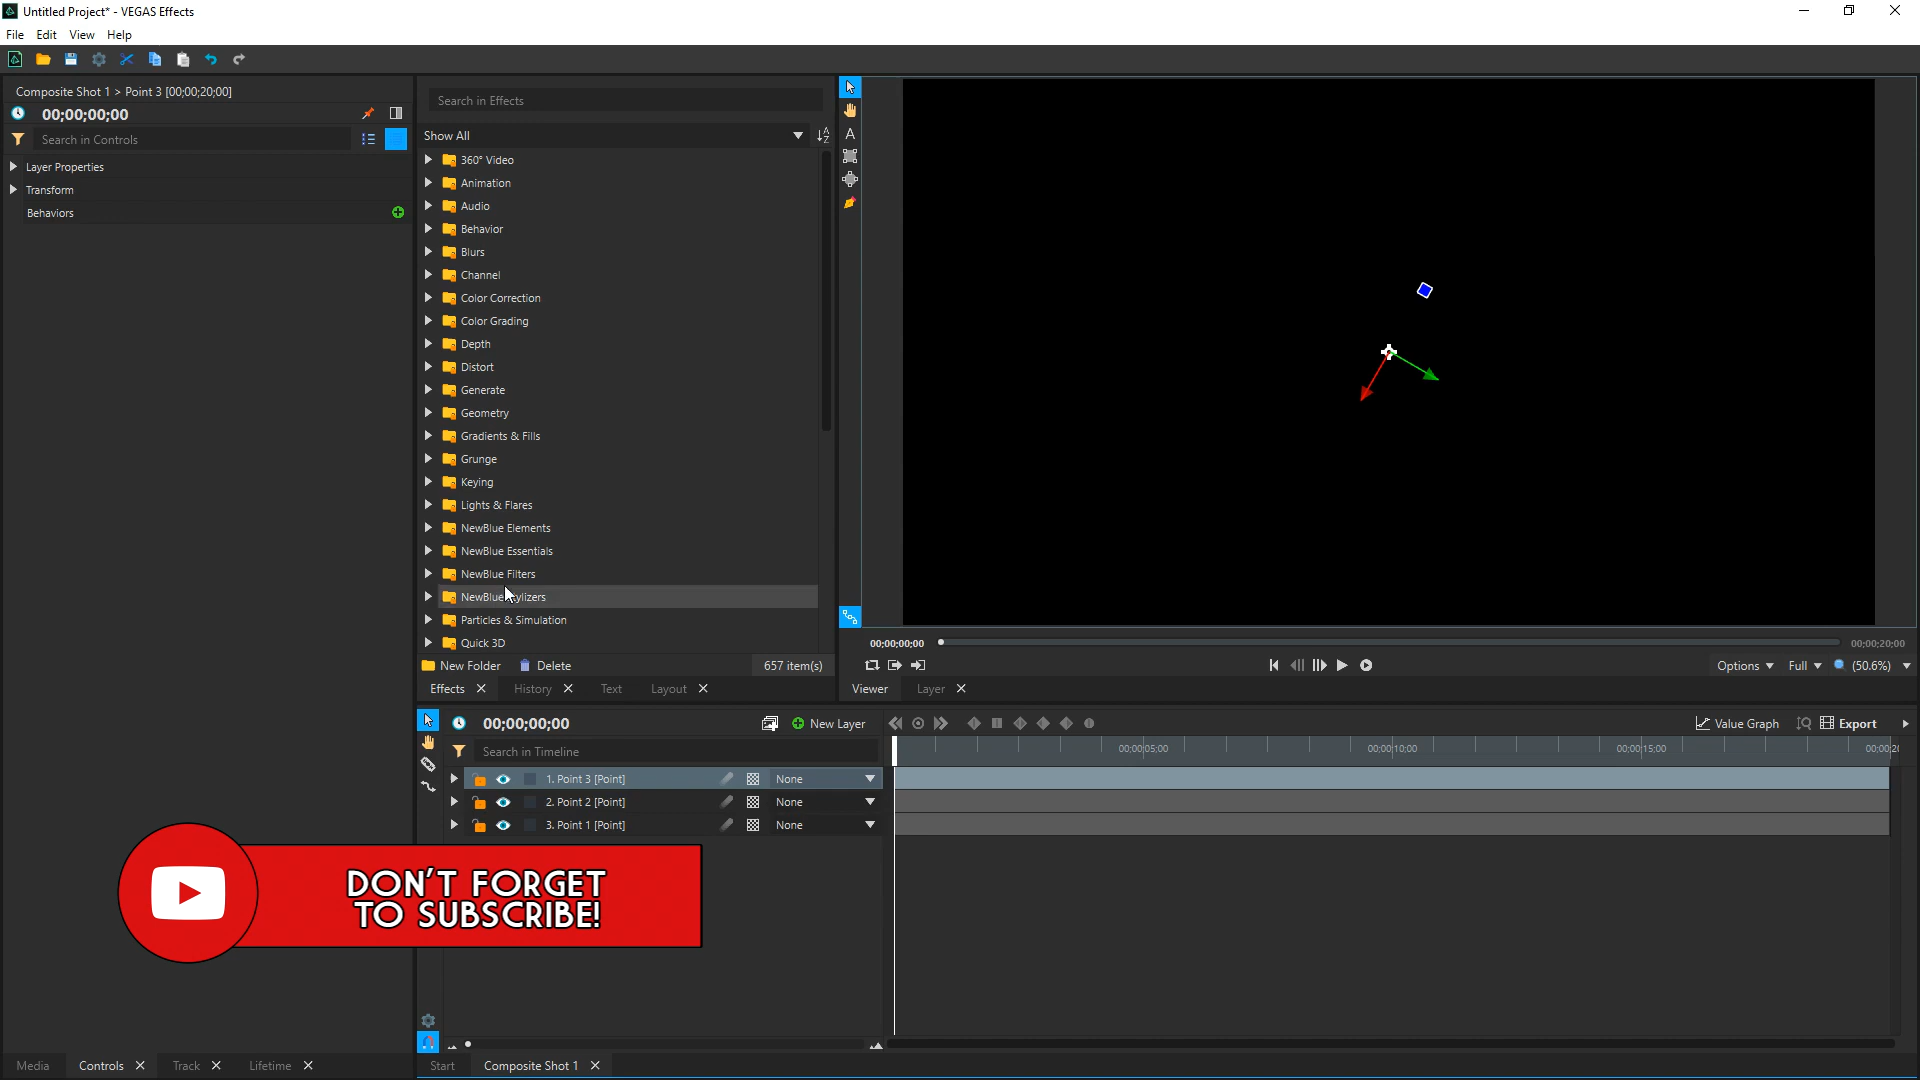 Untitled Project* - VEGAS Effects
File Edit View Help
Composite Shot 1 > Point 3 [00;00;20;00]
00;00;00;00
Search in Controls
Layer Properties
Transform
Behaviors
Search in Effects
Show All
360° Video
Animation
Audio
Behavior
Blurs
Channel
Color Correction
Color Grading
Depth
Distort
Generate
Geometry
Gradients & Fills
Grunge
Keying
Lights & Flares
NewBlue Elements
NewBlue Essentials
NewBlue Filters
Particles & Simulation
Quick 3D
New Folder Delete 657 item(s)
Effects History Text Layout
A
00;00;00;00 00;00;20;00
Options Full (50.6%)
Viewer Layer
00;00;00;00 New Layer
Value Graph Export
Search in Timeline
00;00;05;00 00;00;10;00 00;00;15;00
1. Point 3 [Point] None
2. Point 2 [Point] None
3. Point 1 [Point] None
DON'T FORGET
TO SUBSCRIBE!
Media Controls Track Lifetime
Start Composite Shot 1